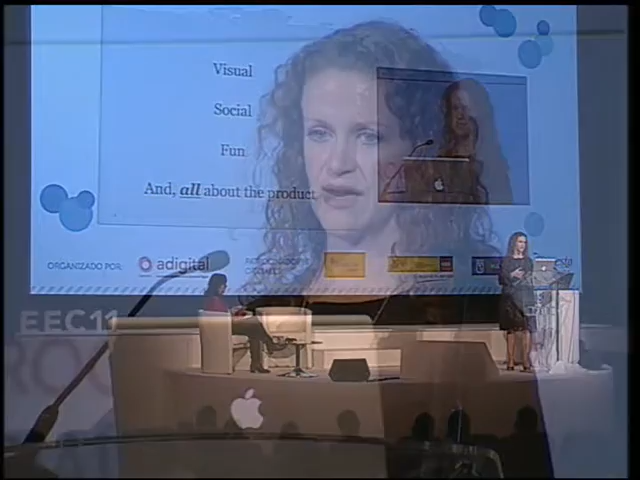 Visual
Social
Fun
And, all about the product
ORGANIZADO POR:
adigital
EEC11